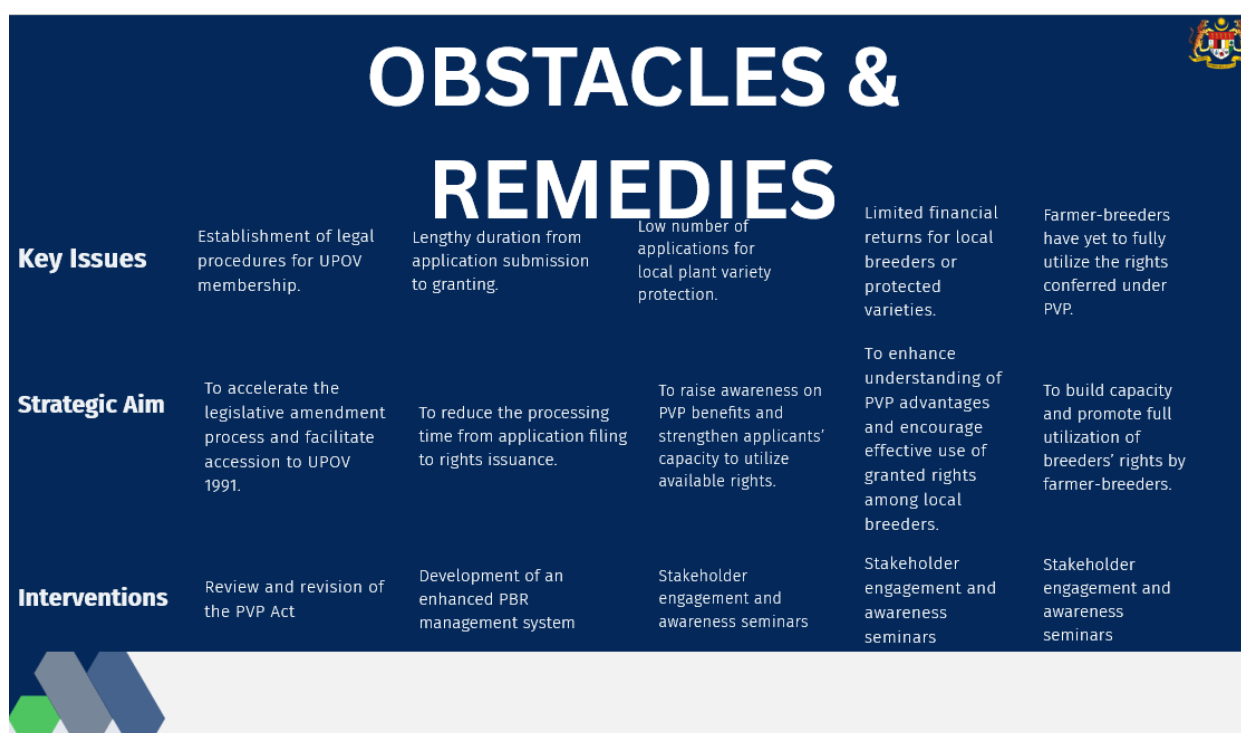 OBSTACLES &
REMEDIES
Key Issues
Establishment of legal
procedures for UPOV
membership.
Lengthy duration from
application submission
to granting.
Low number of
applications for
local plant variety
protection.
Limited financial
returns for local
breeders or
protected
varieties.
Farmer-breeders
have yet to fully
utilize the rights
conferred under
PVP.
Strategic Aim
To accelerate the
legislative amendment
process and facilitate
accession to UPOV
1991.
To reduce the processing
time from application filing
to rights issuance.
To raise awareness on
PVP benefits and
strengthen applicants’
capacity to utilize
available rights.
To enhance
understanding of
PVP advantages
and encourage
effective use of
granted rights
among local
breeders.
To build capacity
and promote full
utilization of
breeders’ rights by
farmer-breeders.
Interventions
Review and revision of
the PVP Act
Development of an
enhanced PBR
management system
Stakeholder
engagement and
awareness seminars
Stakeholder
engagement and
awareness
seminars
Stakeholder
engagement and
awareness
seminars